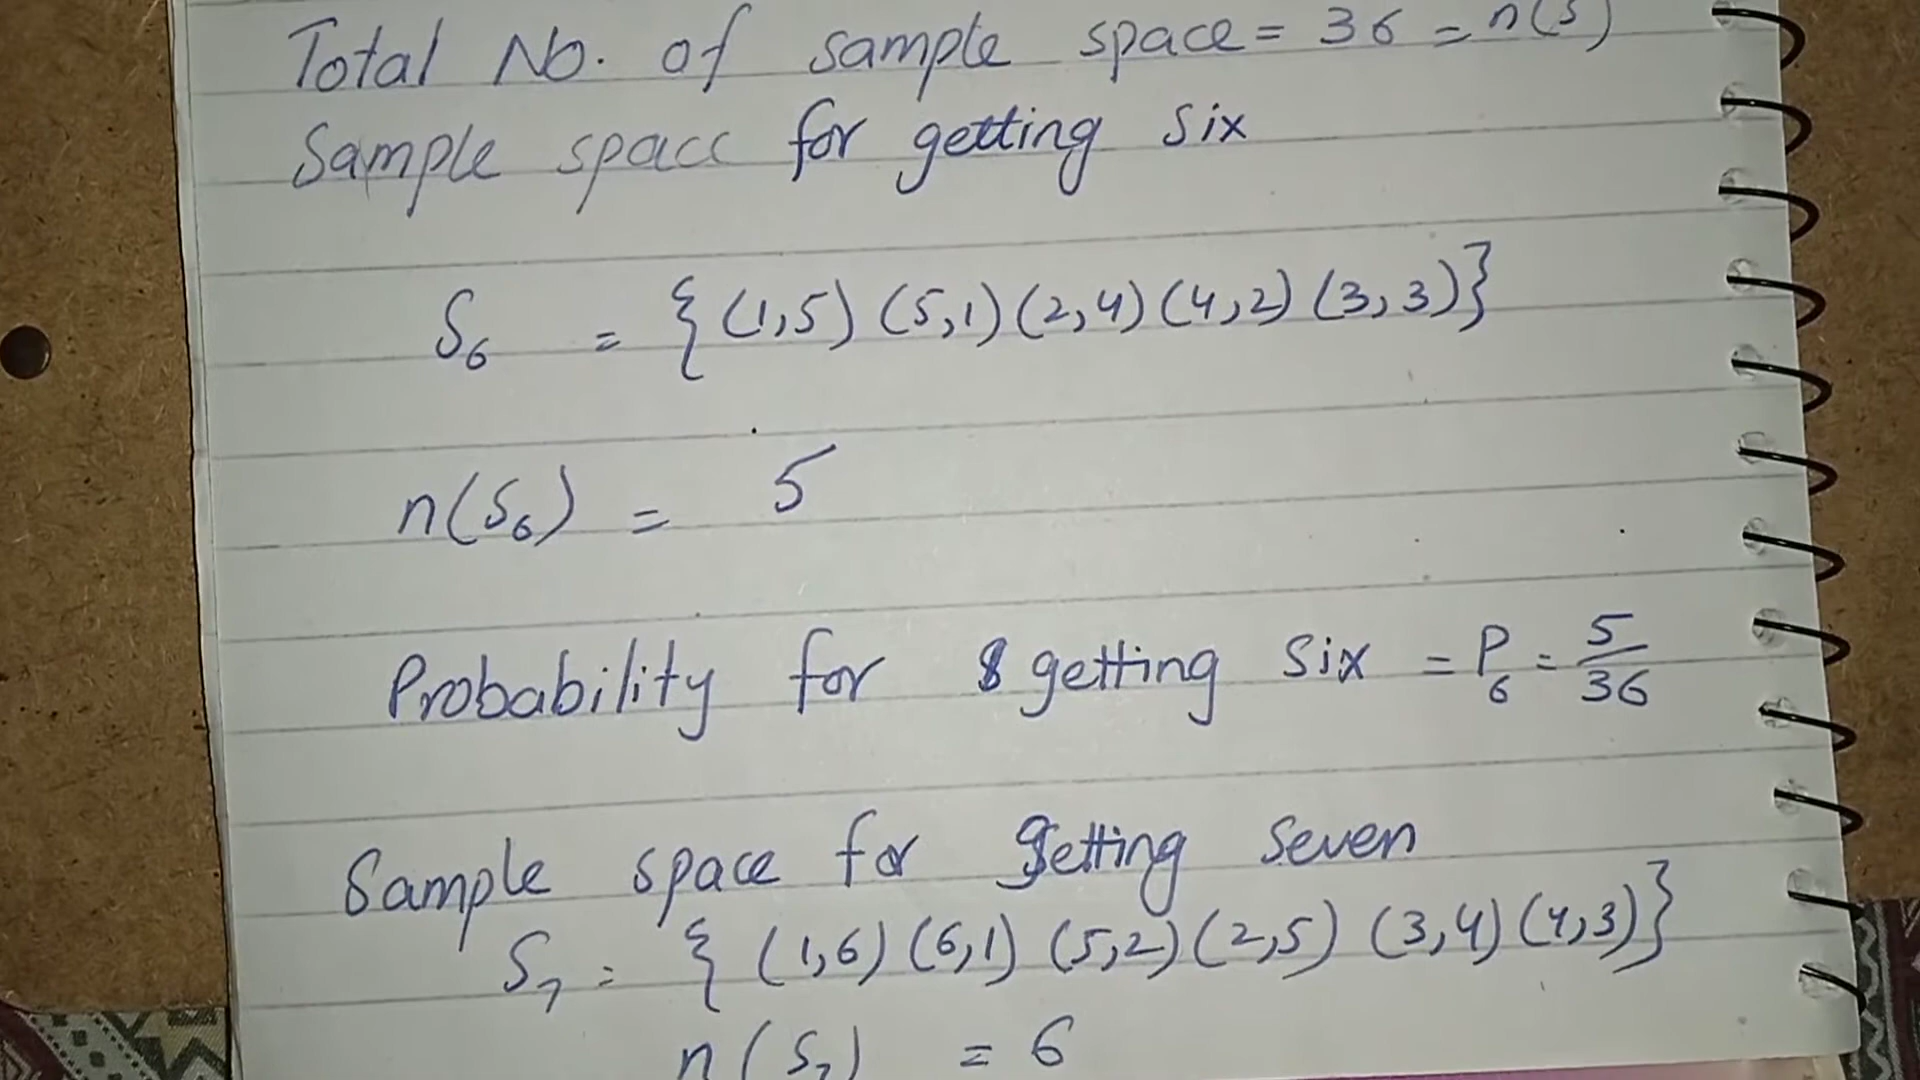 Total No. of sample space = 36 = n(S)
Sample space for getting six
S₆ = { (1,5) (5,1) (2,4) (4,2) (3,3) }
n(S₆) = 5
Probability for getting six = P₆ = 5/36
Sample space for getting seven
S₇ = { (1,6) (6,1) (5,2) (2,5) (3,4) (4,3) }
n(S₇) = 6